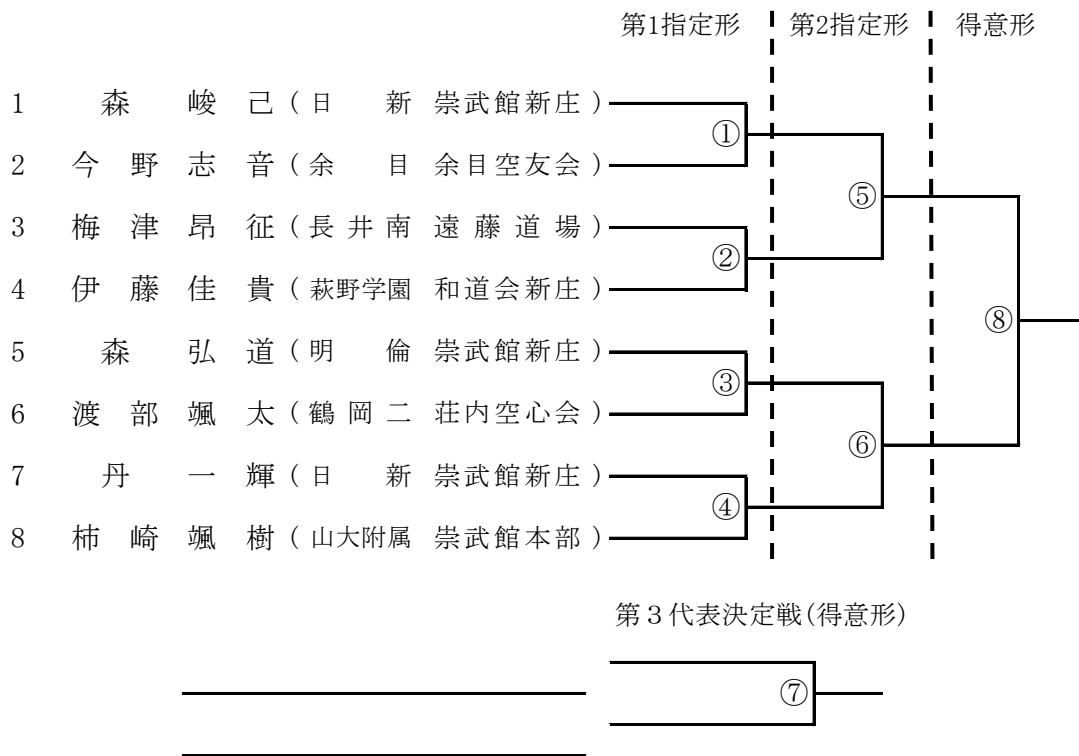 第1指定形 第2指定形 得意形
1 森 峻己 (日 新 崇武館新庄)
①
2 今野志音 (余 目 余目空友会)
⑤
3 梅津昂征 (長井南 遠藤道場)
②
4 伊藤佳貴 (萩野学園 和道会新庄)
⑧
5 森 弘道 (明 倫 崇武館新庄)
③
6 渡部颯太 (鶴岡二 荘内空心会)
⑥
7 丹 一輝 (日 新 崇武館新庄)
④
8 柿崎颯樹 (山大附属 崇武館本部)
第3代表決定戦(得意形)
⑦